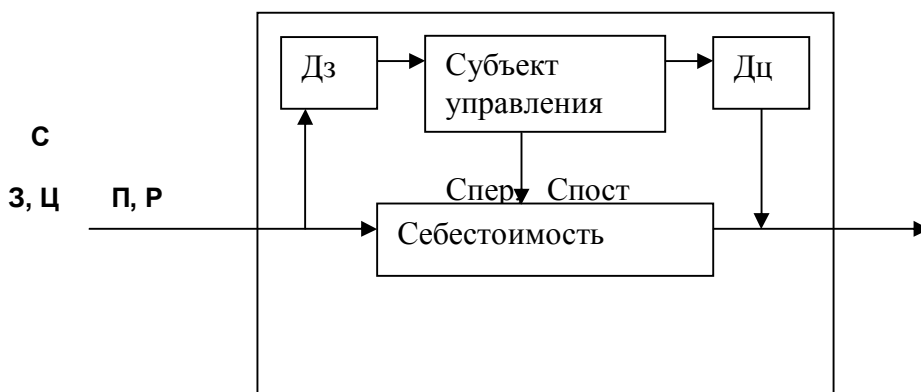 Дз
Субъект
управления
Дц
С
З, Ц П, Р
Спер, Спост
Себестоимость